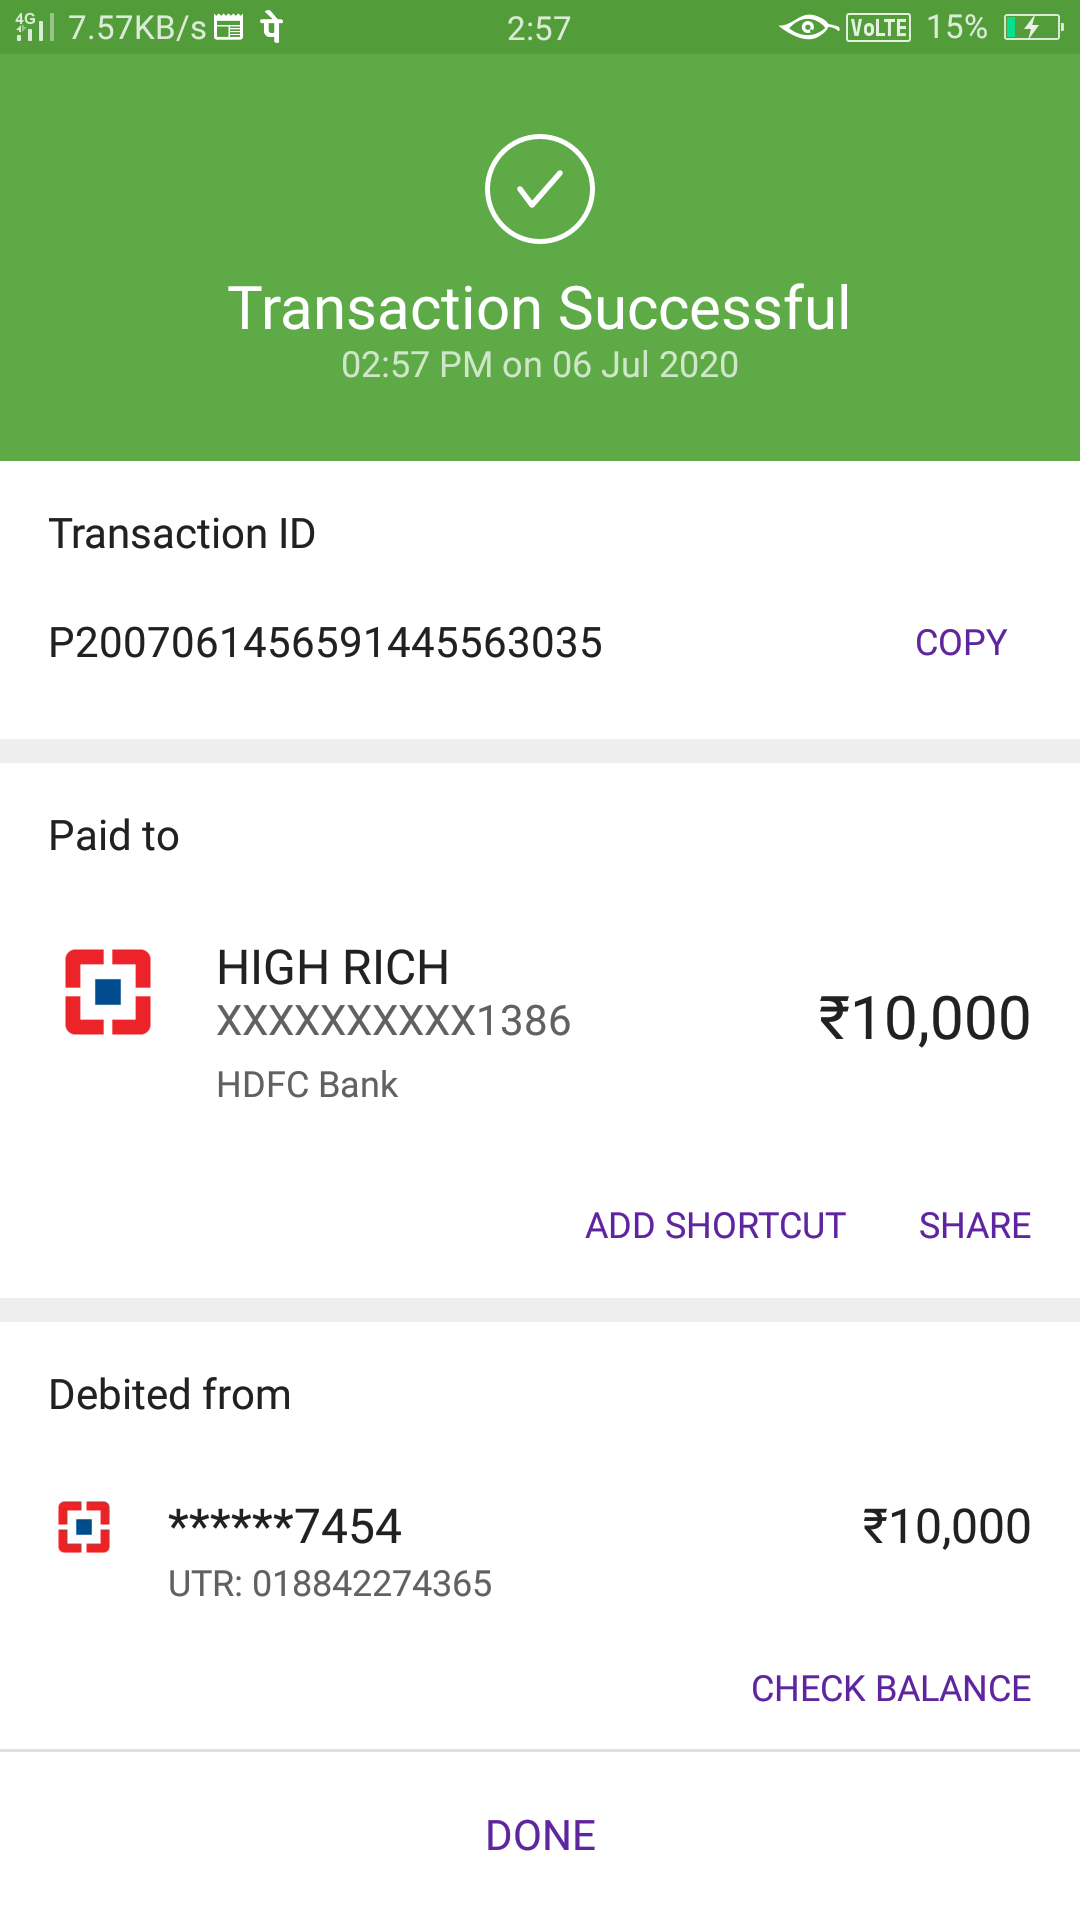 4G 7.57KB/s पे 2:57 VoLTE 15%
Transaction Successful
02:57 PM on 06 Jul 2020
Transaction ID
P2007061456591445563035 COPY
Paid to
HIGH RICH
XXXXXXXXXX1386 ₹10,000
HDFC Bank
ADD SHORTCUT SHARE
Debited from
******7454 ₹10,000
UTR: 018842274365
CHECK BALANCE
DONE